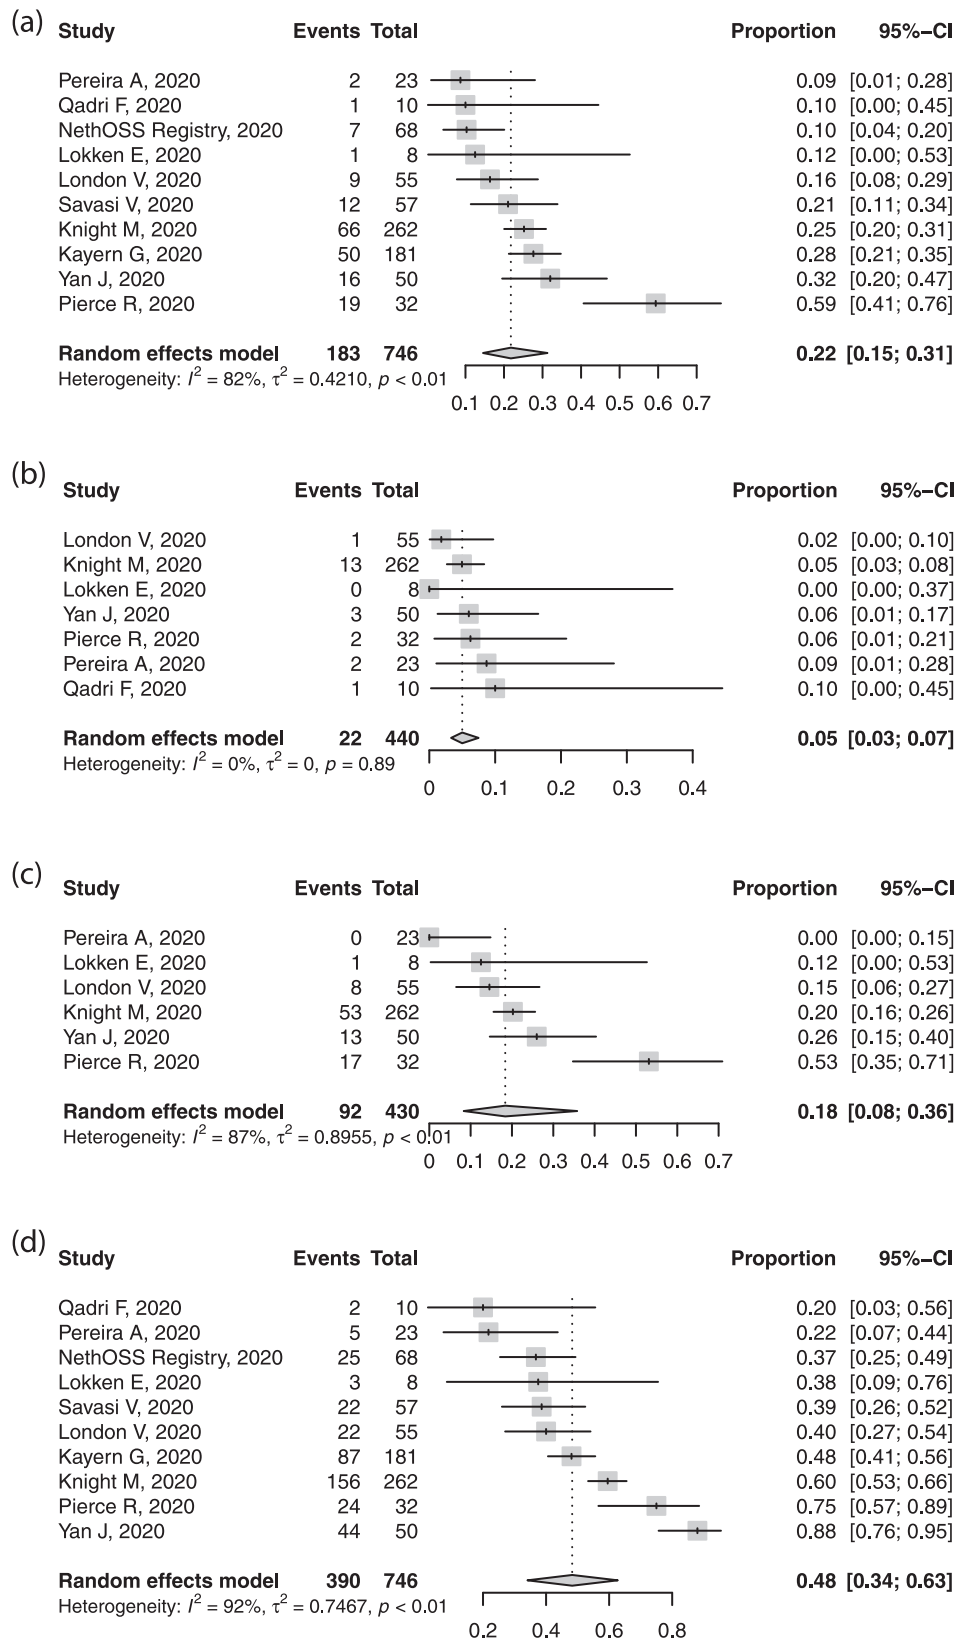 (a) Study Events Total Proportion 95%−CI
Pereira A, 2020 2 23 0.09 [0.01; 0.28]
Qadri F, 2020 1 10 0.10 [0.00; 0.45]
NethOSS Registry, 2020 7 68 0.10 [0.04; 0.20]
Lokken E, 2020 1 8 0.12 [0.00; 0.53]
London V, 2020 9 55 0.16 [0.08; 0.29]
Savasi V, 2020 12 57 0.21 [0.11; 0.34]
Knight M, 2020 66 262 0.25 [0.20; 0.31]
Kayern G, 2020 50 181 0.28 [0.21; 0.35]
Yan J, 2020 16 50 0.32 [0.20; 0.47]
Pierce R, 2020 19 32 0.59 [0.41; 0.76]
Random effects model 183 746 0.22 [0.15; 0.31]
Heterogeneity: I² = 82%, τ² = 0.4210, p < 0.01
0.1 0.2 0.3 0.4 0.5 0.6 0.7
(b) Study Events Total Proportion 95%−CI
London V, 2020 1 55 0.02 [0.00; 0.10]
Knight M, 2020 13 262 0.05 [0.03; 0.08]
Lokken E, 2020 0 8 0.00 [0.00; 0.37]
Yan J, 2020 3 50 0.06 [0.01; 0.17]
Pierce R, 2020 2 32 0.06 [0.01; 0.21]
Pereira A, 2020 2 23 0.09 [0.01; 0.28]
Qadri F, 2020 1 10 0.10 [0.00; 0.45]
Random effects model 22 440 0.05 [0.03; 0.07]
Heterogeneity: I² = 0%, τ² = 0, p = 0.89
0 0.1 0.2 0.3 0.4
(c) Study Events Total Proportion 95%−CI
Pereira A, 2020 0 23 0.00 [0.00; 0.15]
Lokken E, 2020 1 8 0.12 [0.00; 0.53]
London V, 2020 8 55 0.15 [0.06; 0.27]
Knight M, 2020 53 262 0.20 [0.16; 0.26]
Yan J, 2020 13 50 0.26 [0.15; 0.40]
Pierce R, 2020 17 32 0.53 [0.35; 0.71]
Random effects model 92 430 0.18 [0.08; 0.36]
Heterogeneity: I² = 87%, τ² = 0.8955, p < 0.01
0 0.1 0.2 0.3 0.4 0.5 0.6 0.7
(d) Study Events Total Proportion 95%−CI
Qadri F, 2020 2 10 0.20 [0.03; 0.56]
Pereira A, 2020 5 23 0.22 [0.07; 0.44]
NethOSS Registry, 2020 25 68 0.37 [0.25; 0.49]
Lokken E, 2020 3 8 0.38 [0.09; 0.76]
Savasi V, 2020 22 57 0.39 [0.26; 0.52]
London V, 2020 22 55 0.40 [0.27; 0.54]
Kayern G, 2020 87 181 0.48 [0.41; 0.56]
Knight M, 2020 156 262 0.60 [0.53; 0.66]
Pierce R, 2020 24 32 0.75 [0.57; 0.89]
Yan J, 2020 44 50 0.88 [0.76; 0.95]
Random effects model 390 746 0.48 [0.34; 0.63]
Heterogeneity: I² = 92%, τ² = 0.7467, p < 0.01
0.2 0.4 0.6 0.8